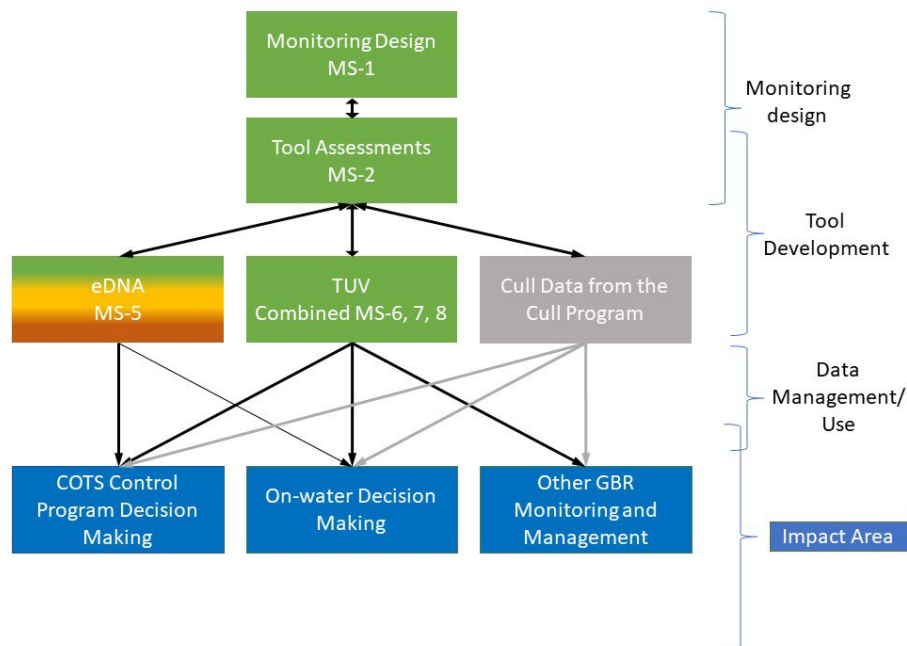 Monitoring Design
MS-1
Monitoring
design
Tool Assessments
MS-2
Tool
Development
eDNA
MS-5
TUV
Combined MS-6, 7, 8
Cull Data from the
Cull Program
Data
Management/
Use
COTS Control
Program Decision
Making
On-water Decision
Making
Other GBR
Monitoring and
Management
Impact Area